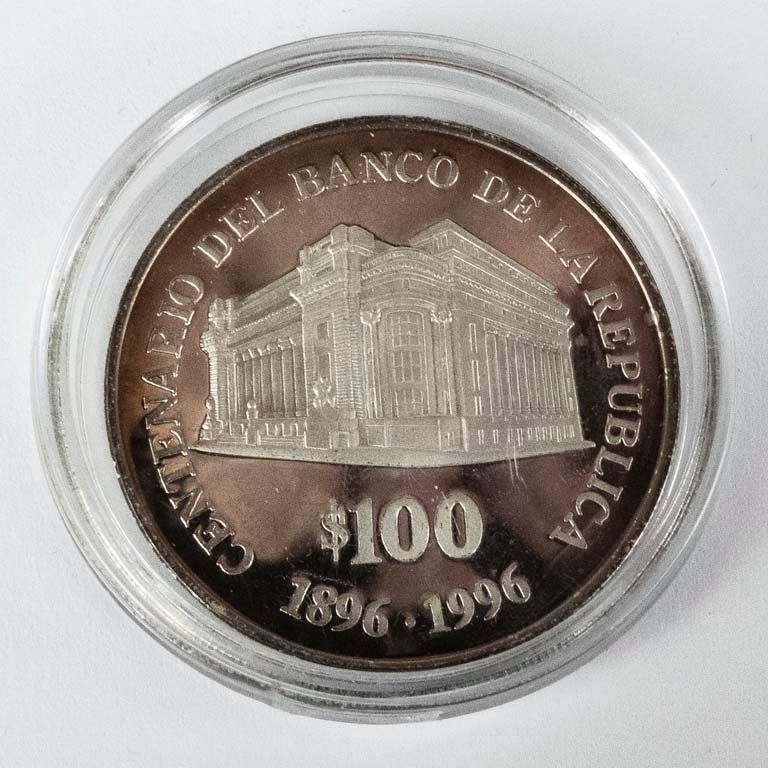 CENTENARIO DEL BANCO DE LA REPUBLICA
$100
1896 · 1996